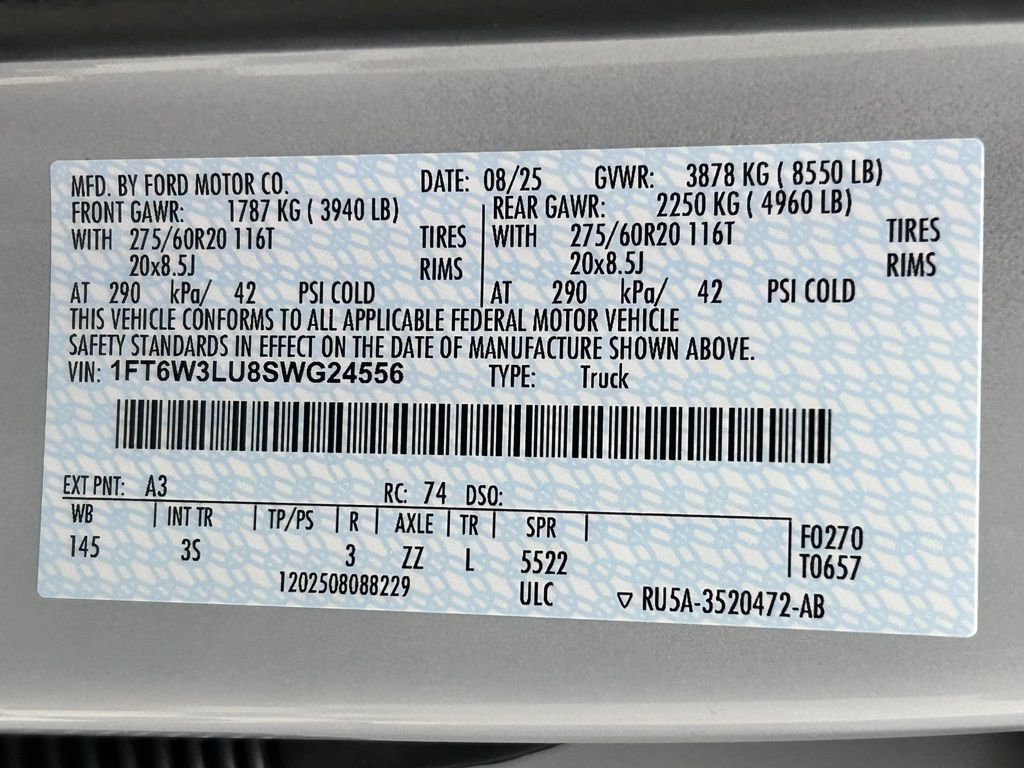 MFD. BY FORD MOTOR CO. DATE: 08/25 GVWR: 3878 KG ( 8550 LB)
FRONT GAWR: 1787 KG ( 3940 LB) REAR GAWR: 2250 KG ( 4960 LB)
WITH 275/60R20 116T TIRES WITH 275/60R20 116T TIRES
20x8.5J RIMS 20x8.5J RIMS
AT 290 kPa/ 42 PSI COLD AT 290 kPa/ 42 PSI COLD
THIS VEHICLE CONFORMS TO ALL APPLICABLE FEDERAL MOTOR VEHICLE
SAFETY STANDARDS IN EFFECT ON THE DATE OF MANUFACTURE SHOWN ABOVE.
VIN: 1FT6W3LU8SWG24556 TYPE: Truck
EXT PNT: A3 RC: 74 DSO:
WB | INT TR | TP/PS | R | AXLE | TR | SPR | F0270
145 3S 3 ZZ L 5522 T0657
1202508088229 ULC ▽ RU5A-3520472-AB